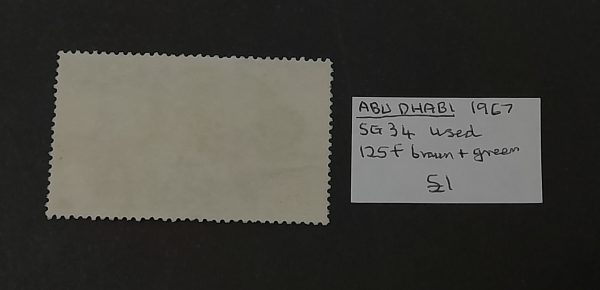 ABU DHABI 1967
SG 34 used
125f brown + green
£1